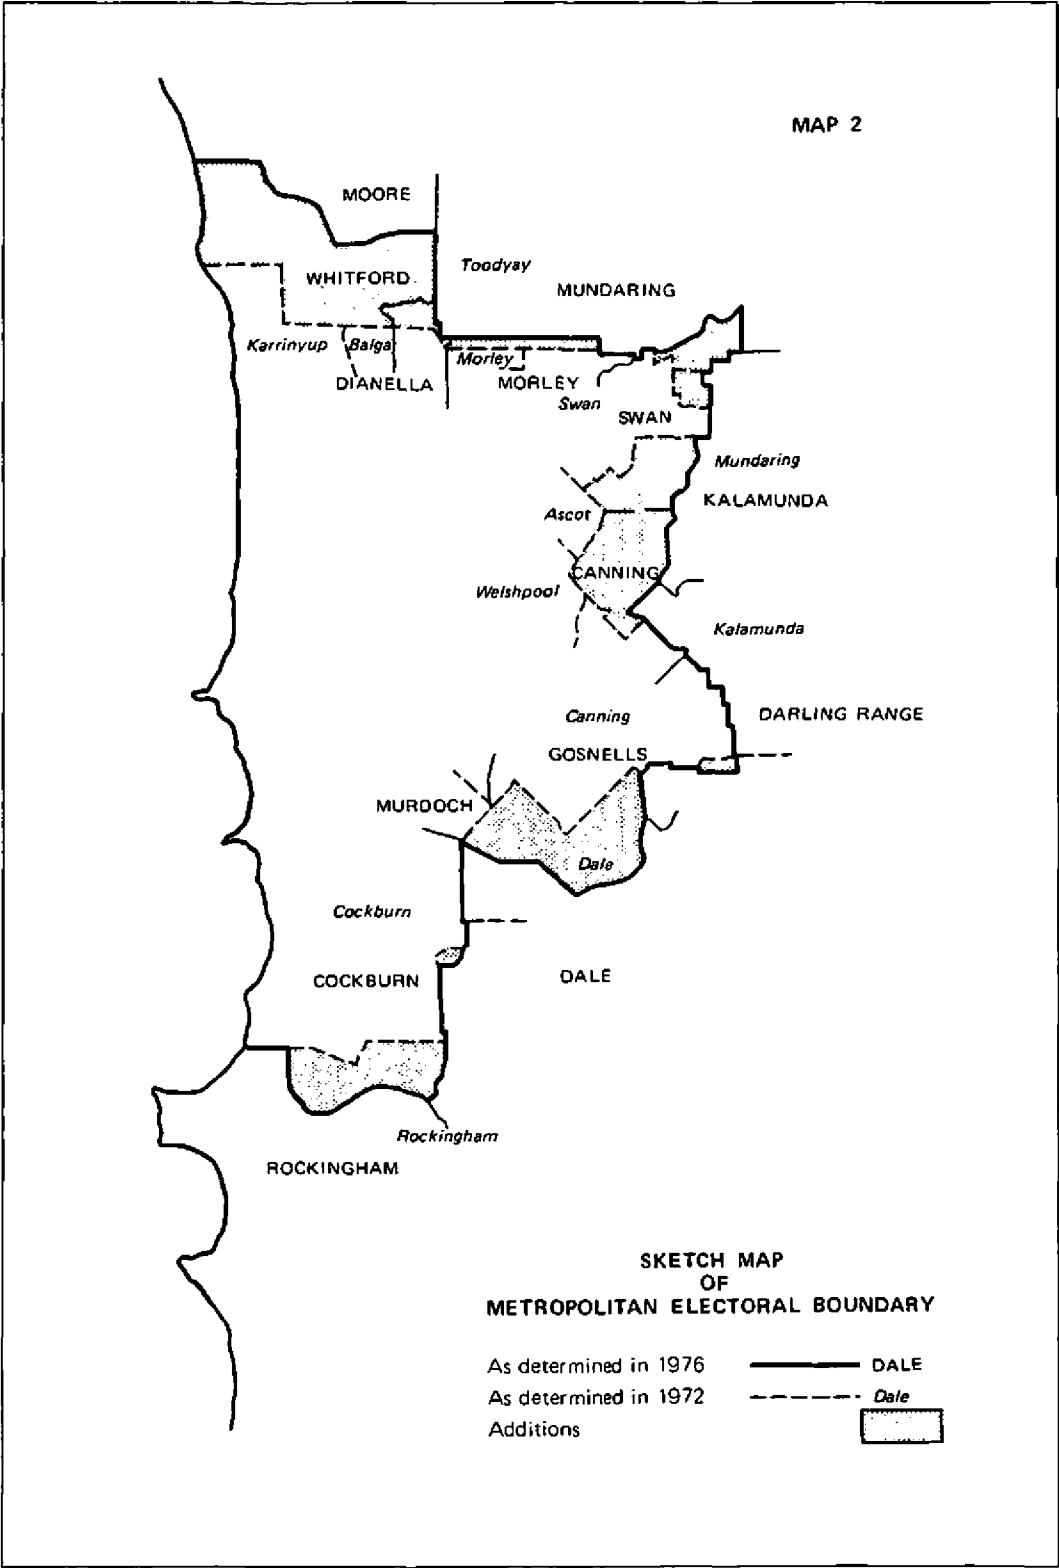 MAP 2
MOORE
Toodyay
WHITFORD
MUNDARING
Karrinyup
Balga
Morley
DIANELLA
MORLEY
Swan
SWAN
Mundaring
KALAMUNDA
Ascot
CANNING
Welshpool
Kalamunda
Canning
DARLING RANGE
GOSNELLS
MURDOCH
Dale
Cockburn
COCKBURN
DALE
Rockingham
ROCKINGHAM
SKETCH MAP
OF
METROPOLITAN ELECTORAL BOUNDARY
As determined in 1976 DALE
As determined in 1972 Dale
Additions